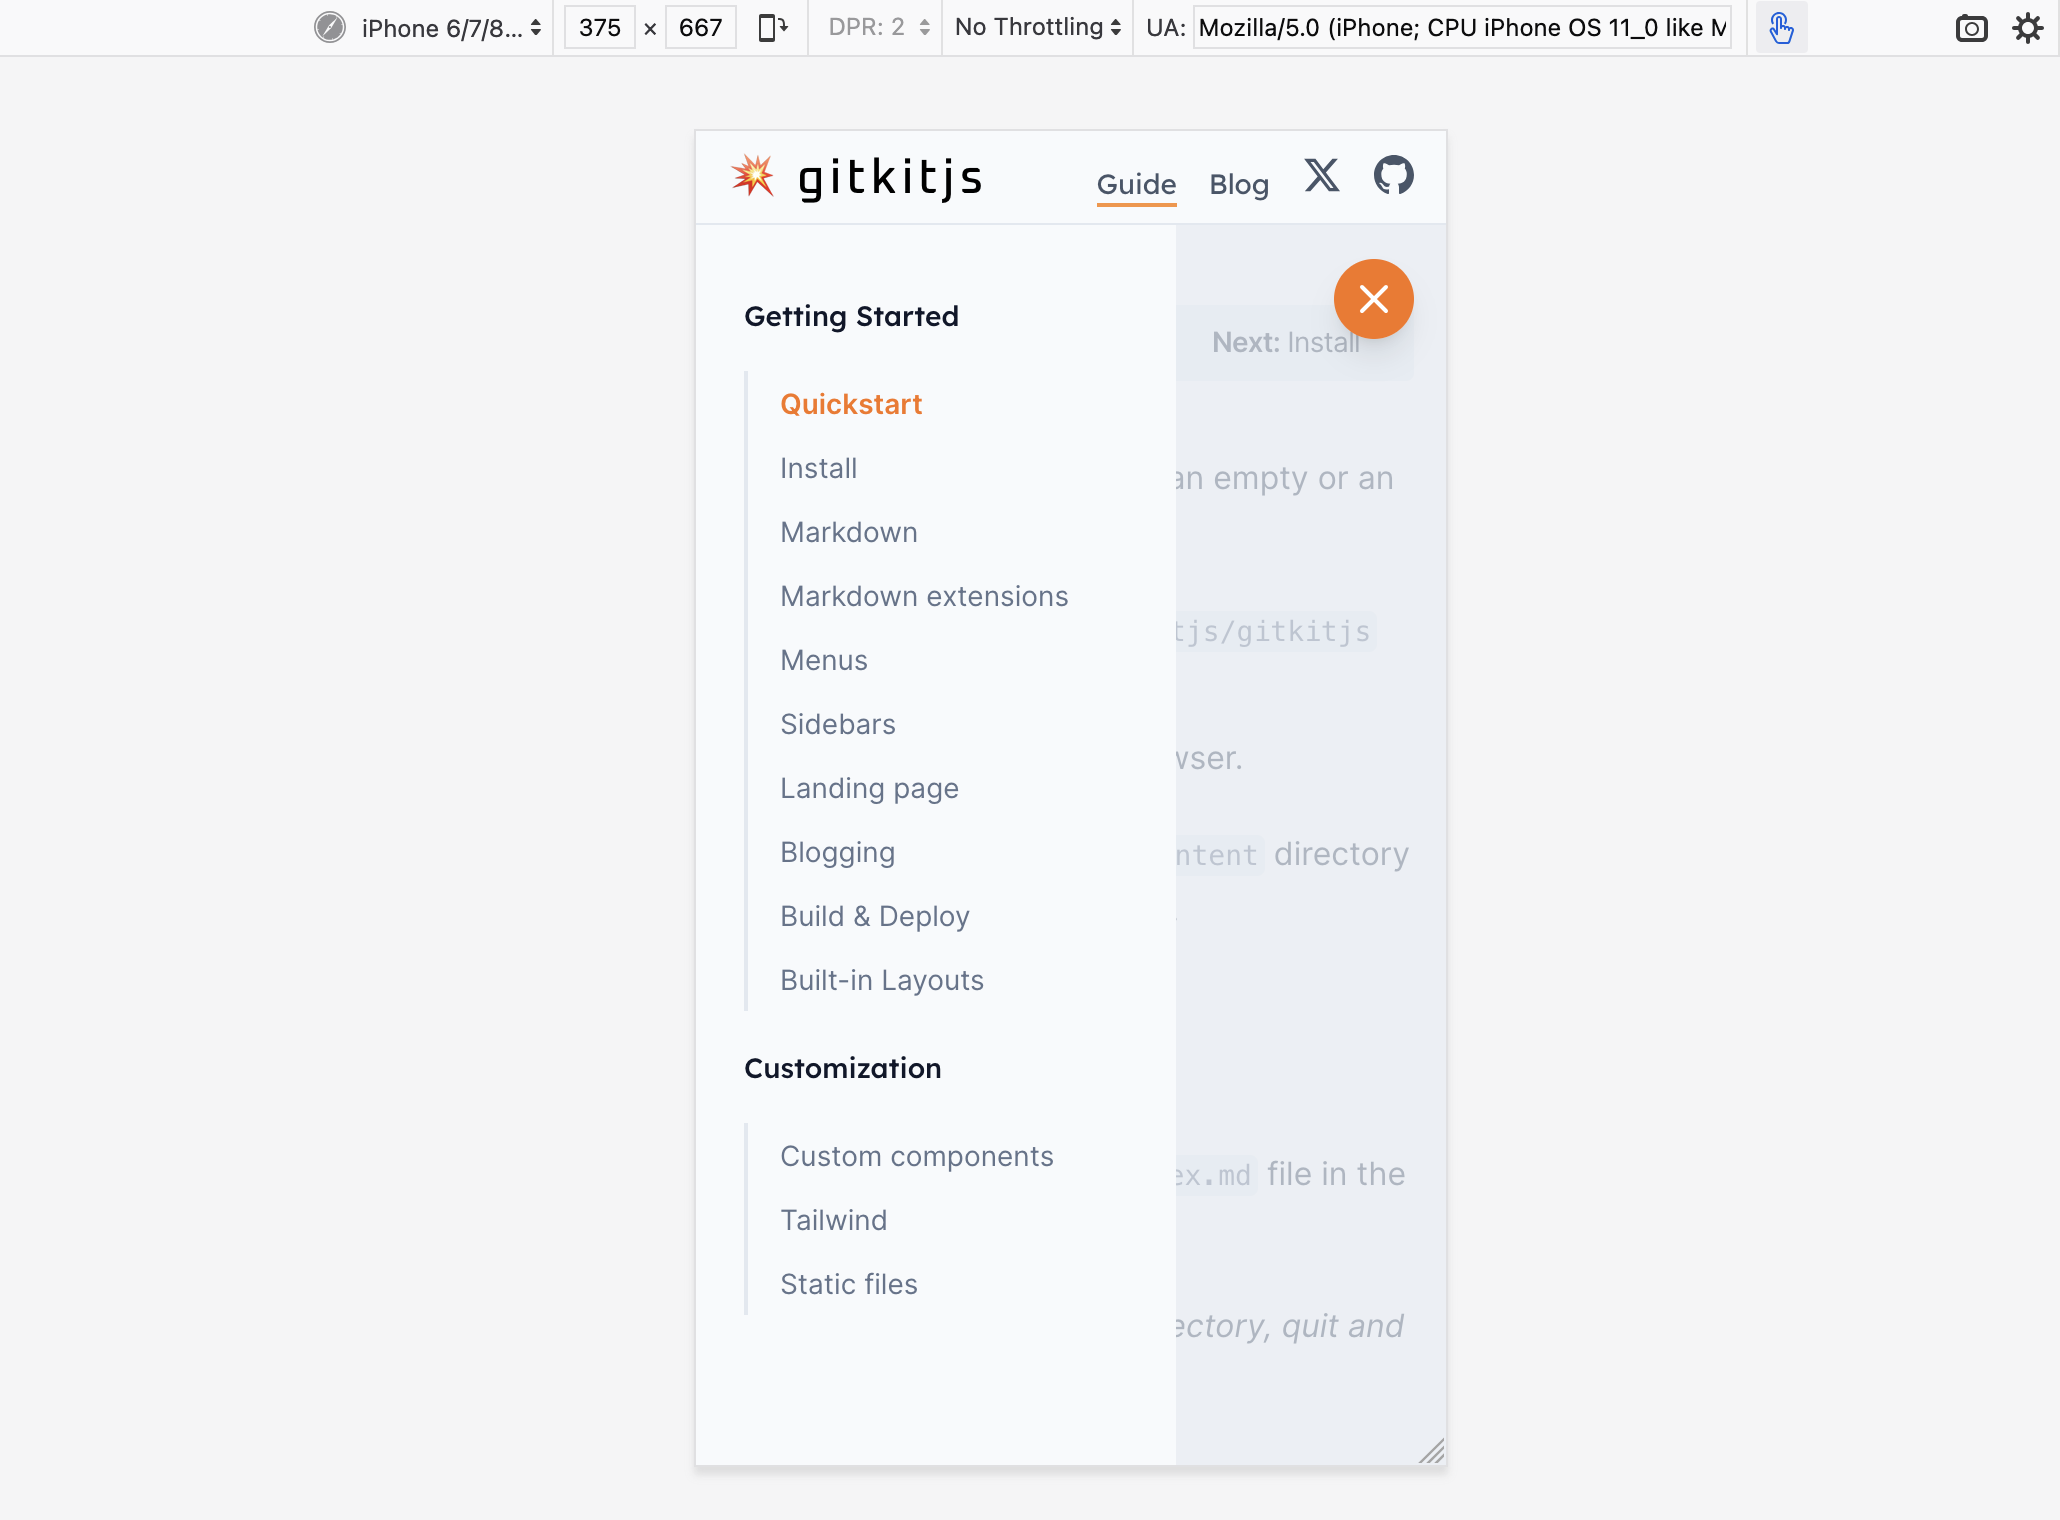 iPhone 6/7/8... 375 × 667 DPR: 2 No Throttling UA: Mozilla/5.0 (iPhone; CPU iPhone OS 11_0 like M
gitkitjs Guide Blog
Getting Started
Next: Install
Quickstart
Install
an empty or an
Markdown
Markdown extensions
tjs/gitkitjs
Menus
Sidebars
wser.
Landing page
Blogging
ntent directory
Build & Deploy
Built-in Layouts
Customization
Custom components
ex.md file in the
Tailwind
Static files
ectory, quit and